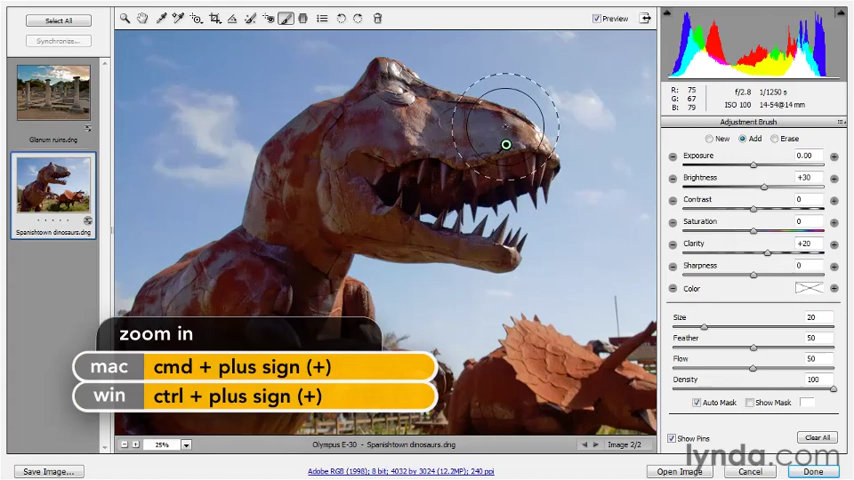 Select All
Preview
Synchronize...
Glanum ruins.dng
Spanishtown dinosaurs.dng
R: 75
G: 67
B: 79
f/2.8 1/1250 s
ISO 100 14-54@14 mm
Adjustment Brush
New Add Erase
Exposure 0.00
Brightness +30
Contrast 0
Saturation 0
Clarity +20
Sharpness 0
Color
Size 20
Feather 50
Flow 50
Density 100
Auto Mask Show Mask
Show Pins Clear All
zoom in
mac cmd + plus sign (+)
win ctrl + plus sign (+)
25% Olympus E-30 - Spanishtown dinosaurs.dng Image 2/2
lynda.com
Save Image... Adobe RGB (1998); 8 bit; 4032 by 3024 (12.2MP); 240 ppi Open Image Cancel Done